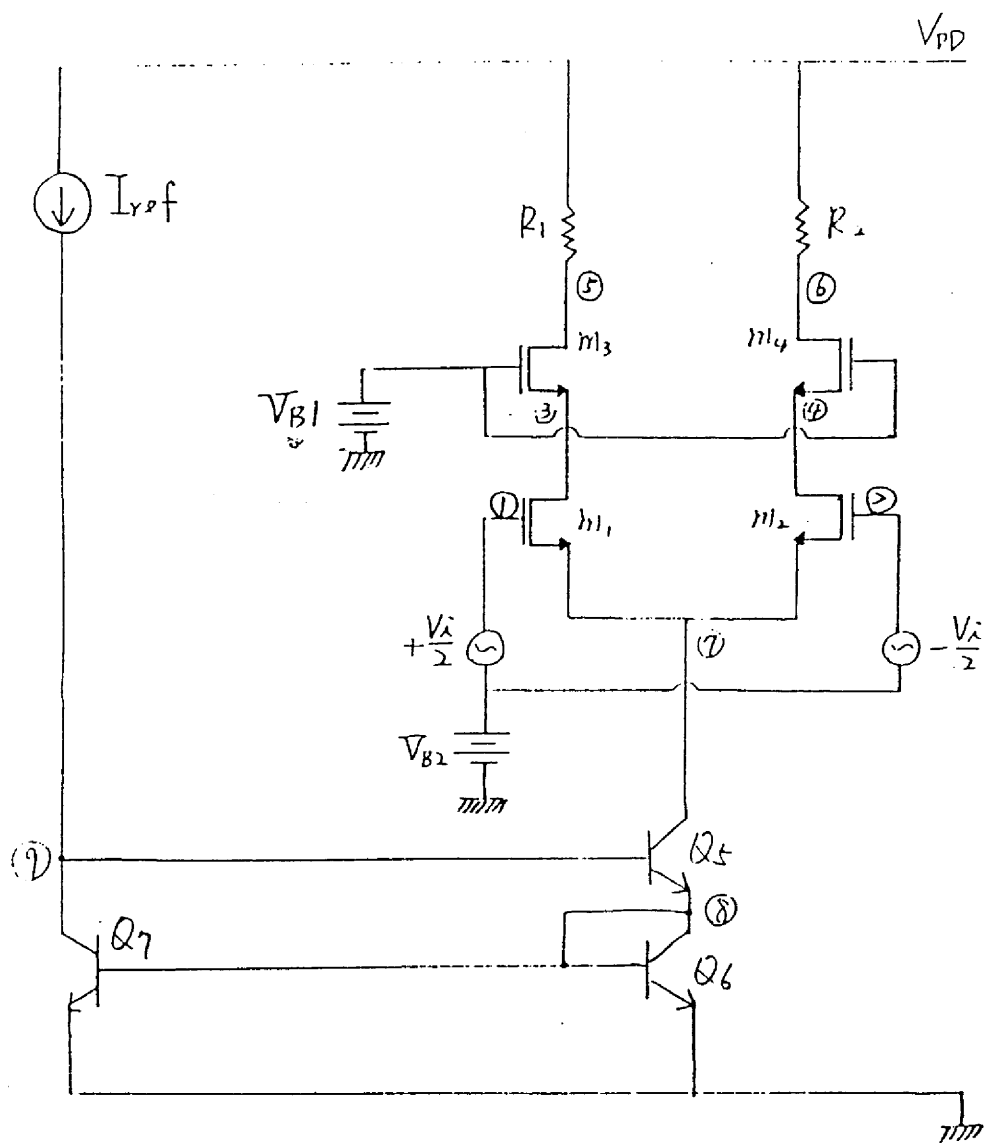 VDD
Iref
R1
R2
⑤
⑥
m3
m4
VB1
③
④
①
②
m1
m2
+Vi/2
-Vi/2
⑦
VB2
⑨
Q5
⑧
Q7
Q6